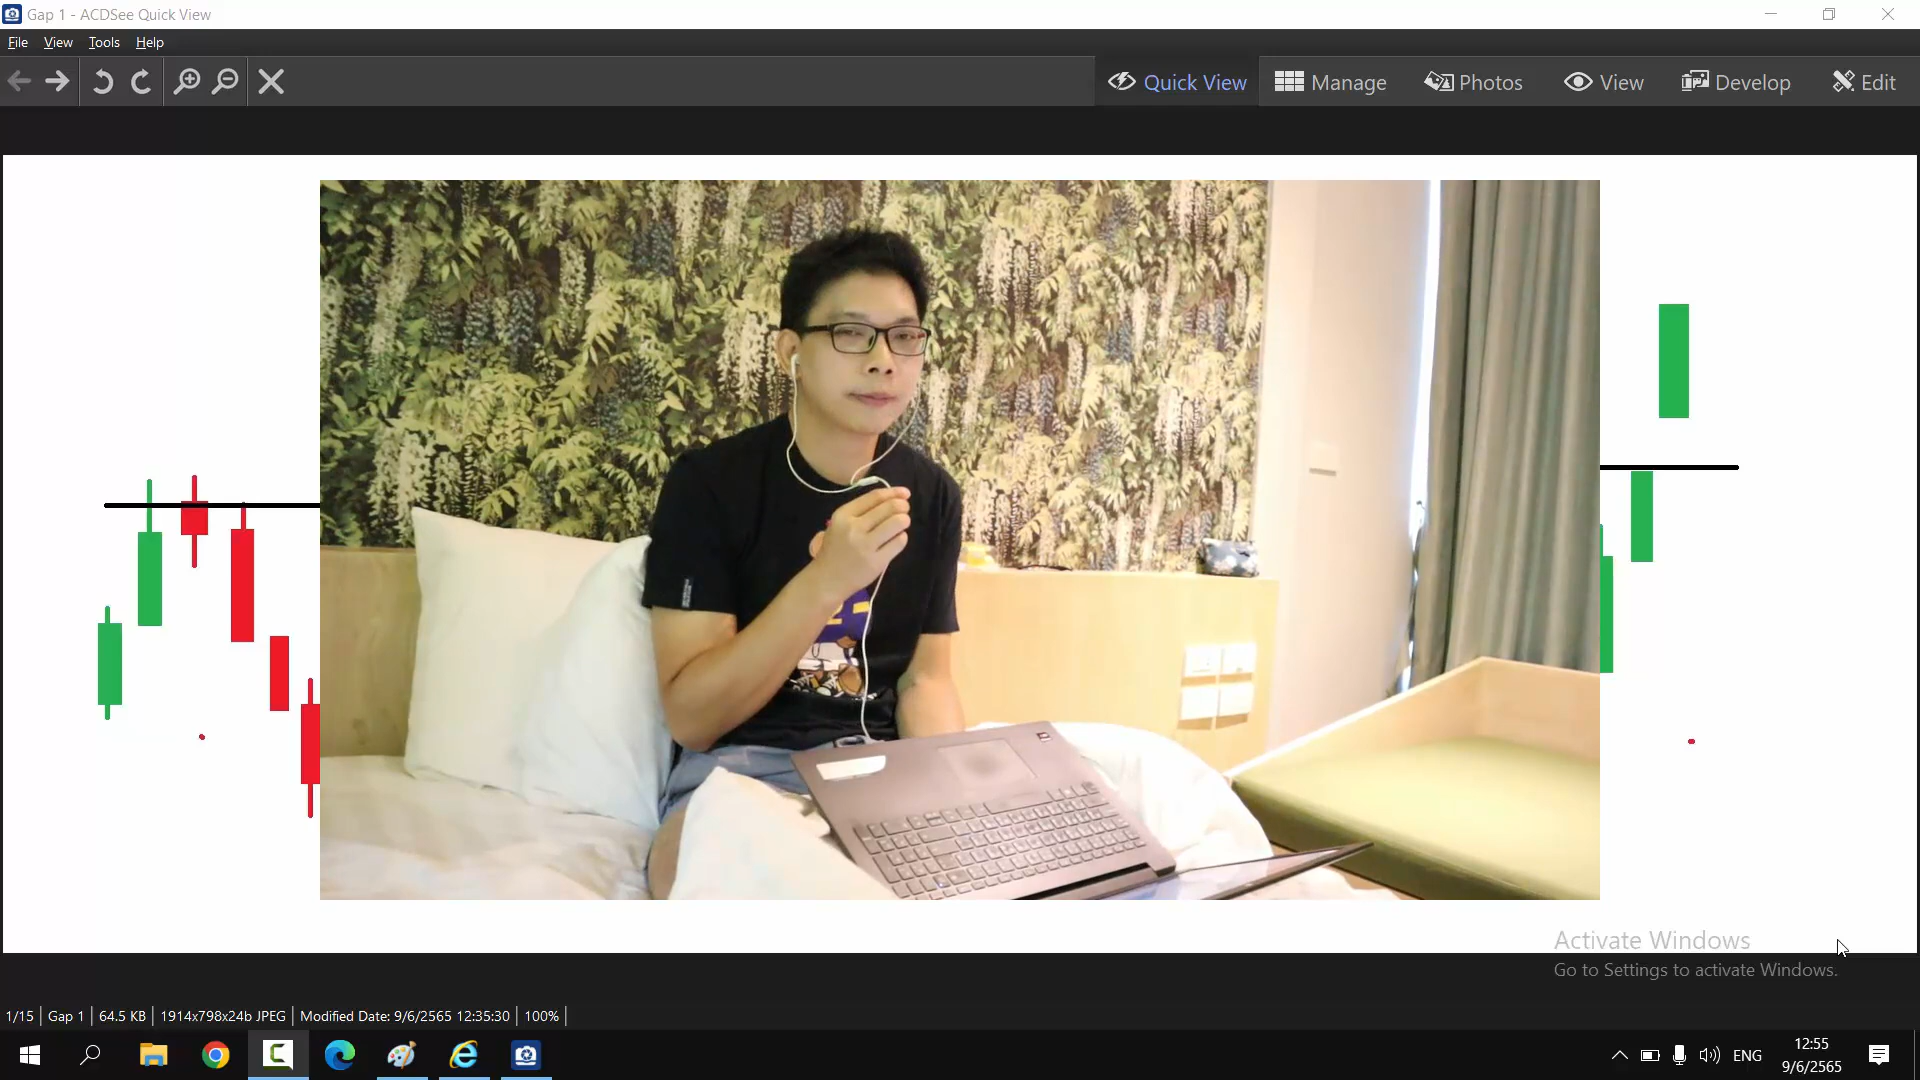 Gap 1 - ACDSee Quick View
File View Tools Help
Quick View Manage Photos View Develop Edit
Activate Windows
Go to Settings to activate Windows.
1/15 Gap 1 64.5 KB 1914x798x24b JPEG Modified Date: 9/6/2565 12:35:30 100%
ENG
12:55
9/6/2565